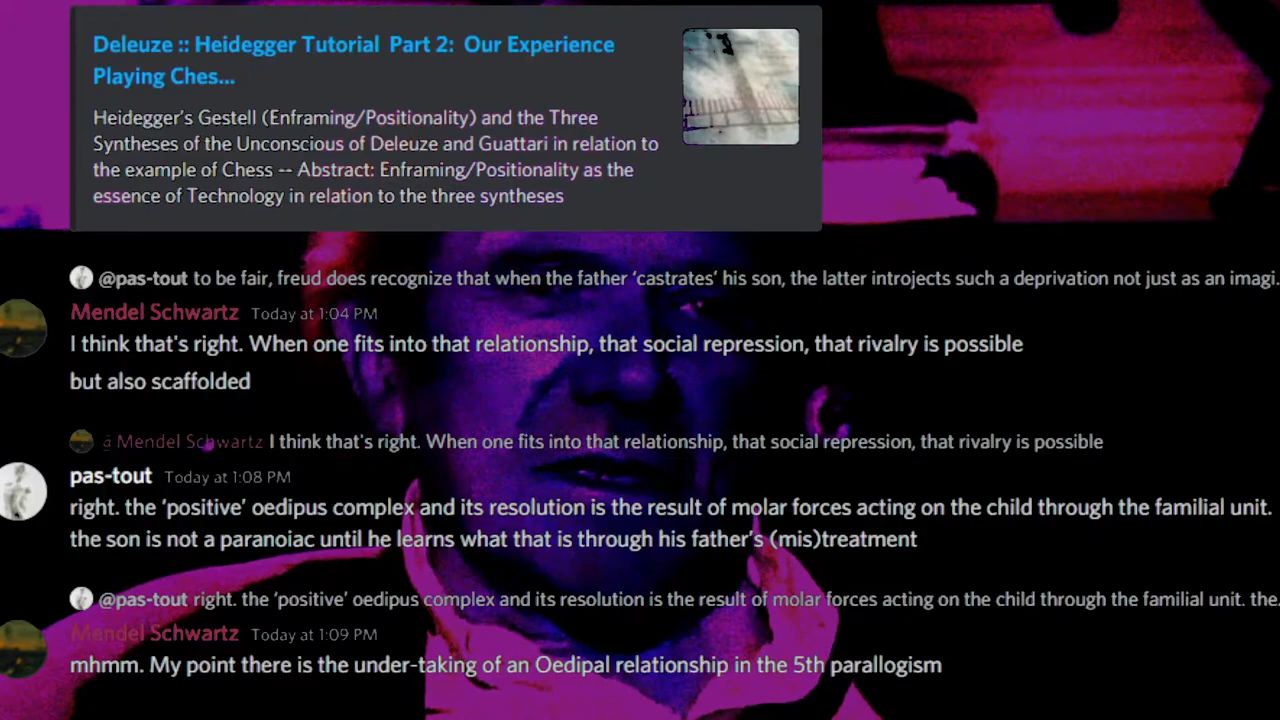 Deleuze :: Heidegger Tutorial Part 2: Our Experience
Playing Ches...
Heidegger's Gestell (Enframing/Positionality) and the Three
Syntheses of the Unconscious of Deleuze and Guattari in relation to
the example of Chess -- Abstract: Enframing/Positionality as the
essence of Technology in relation to the three syntheses
@pas-tout to be fair, freud does recognize that when the father ‘castrates’ his son, the latter introjects such a deprivation not just as an imagi.
Mendel Schwartz Today at 1:04 PM
I think that's right. When one fits into that relationship, that social repression, that rivalry is possible
but also scaffolded
Mendel Schwartz I think that's right. When one fits into that relationship, that social repression, that rivalry is possible
pas-tout Today at 1:08 PM
right. the ‘positive’ oedipus complex and its resolution is the result of molar forces acting on the child through the familial unit.
the son is not a paranoiac until he learns what that is through his father’s (mis)treatment
@pas-tout right. the ‘positive’ oedipus complex and its resolution is the result of molar forces acting on the child through the familial unit. the.
Mendel Schwartz Today at 1:09 PM
mhmm. My point there is the under-taking of an Oedipal relationship in the 5th parallogism